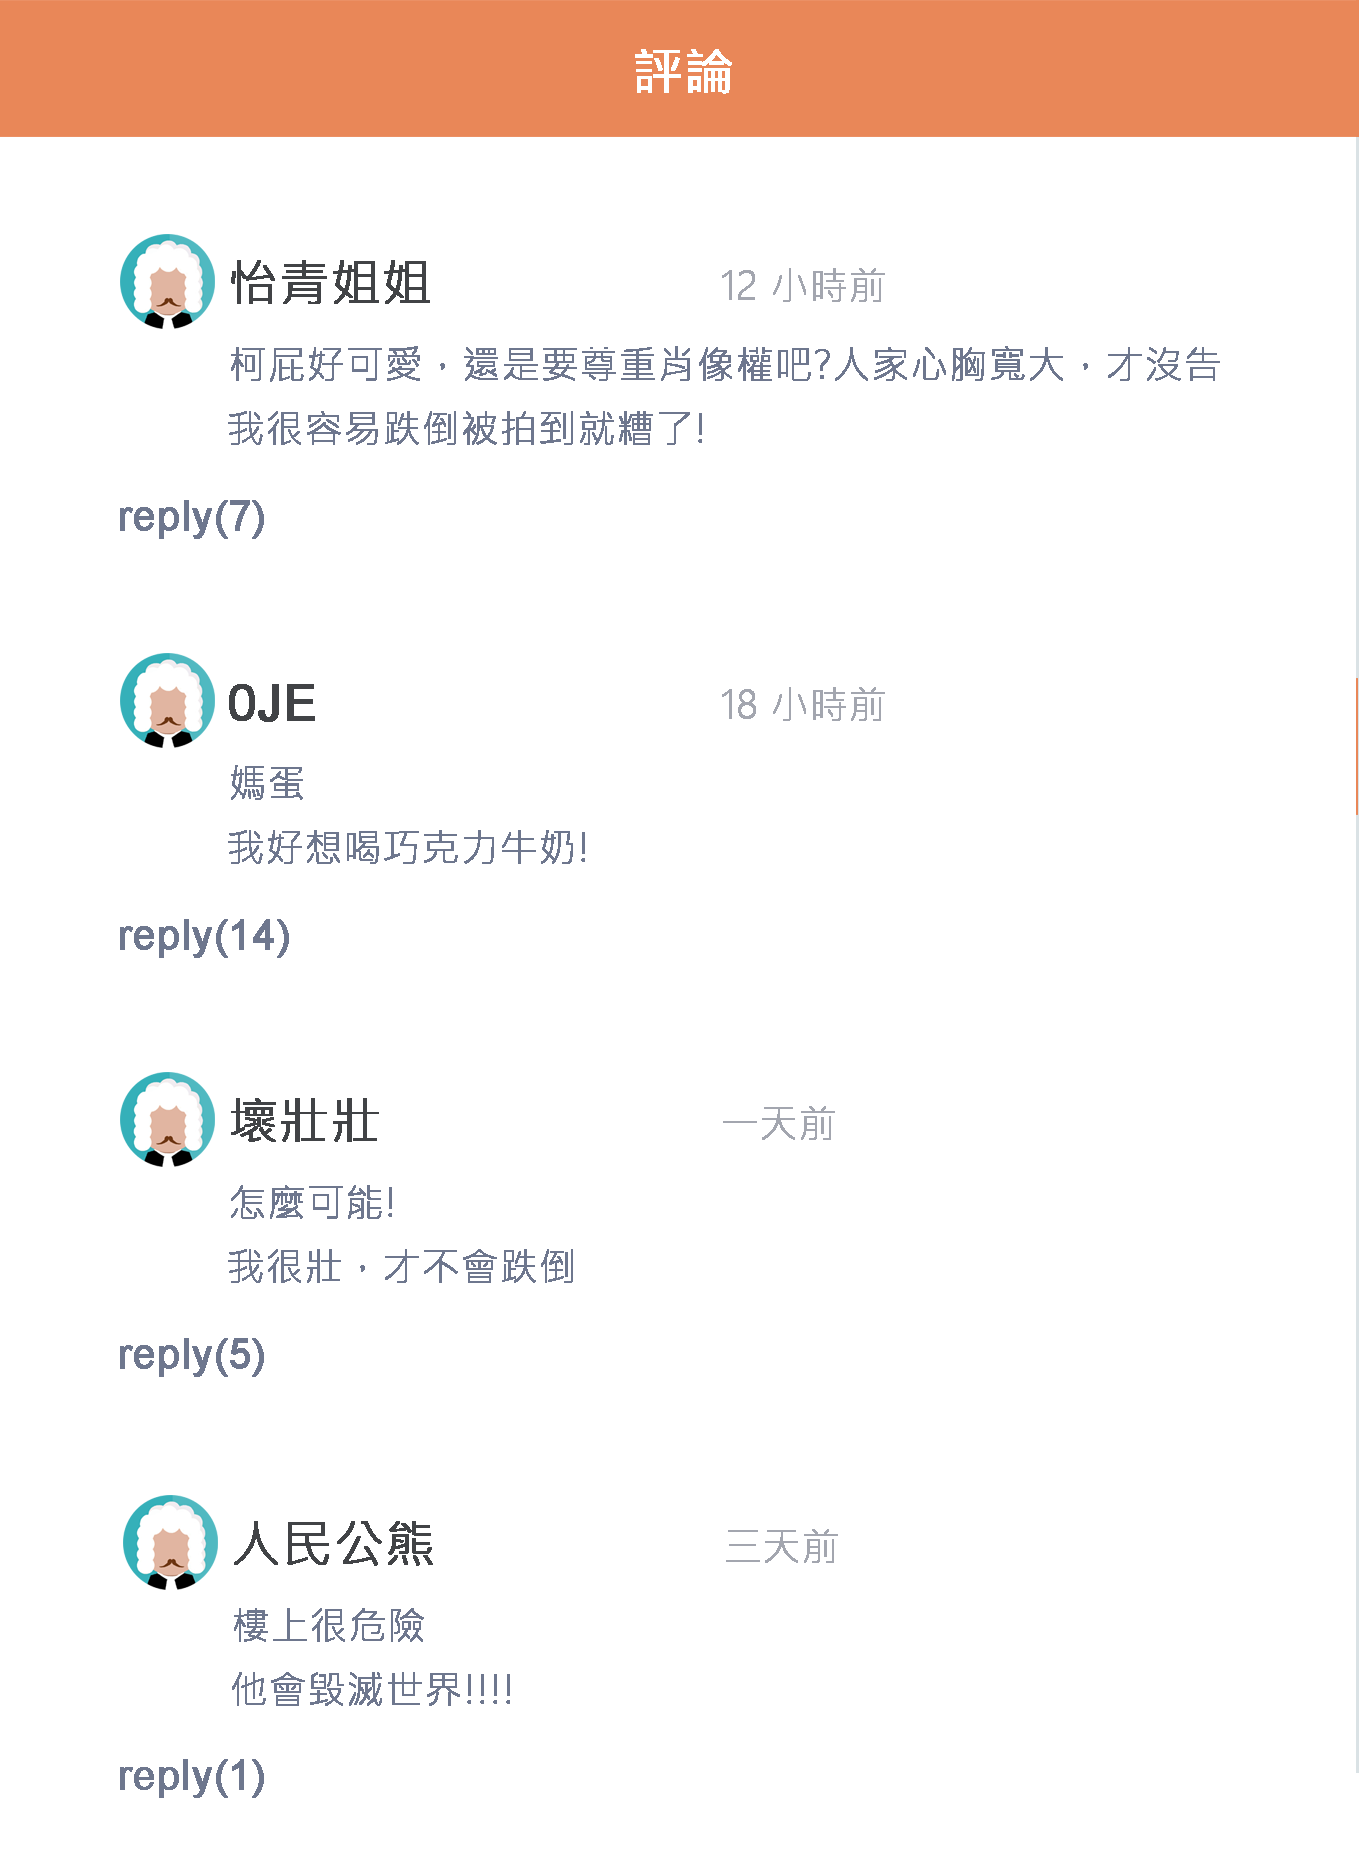 評論
怡青姐姐
12 小時前
柯屁好可愛，還是要尊重肖像權吧?人家心胸寬大，才沒告
我很容易跌倒被拍到就糟了!
reply(7)
0JE
18 小時前
媽蛋
我好想喝巧克力牛奶!
reply(14)
壞壯壯
一天前
怎麼可能!
我很壯，才不會跌倒
reply(5)
人民公熊
三天前
樓上很危險
他會毀滅世界!!!!
reply(1)